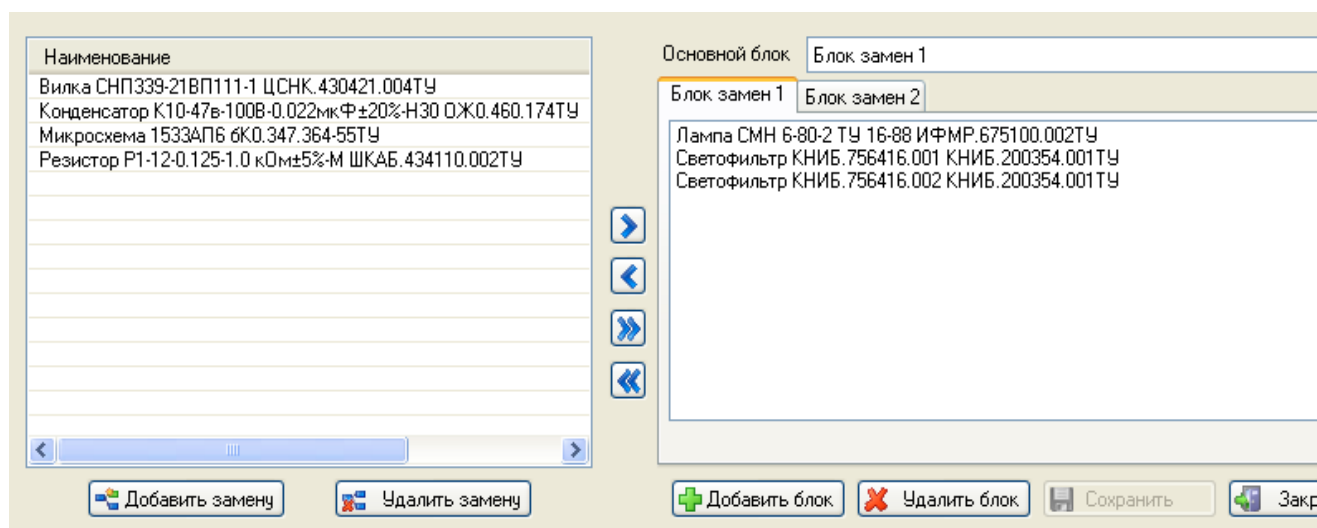 Наименование
Вилка СНП339-21ВП111-1 ЦСНК.430421.004ТУ
Конденсатор К10-47в-100В-0.022мкФ±20%-Н30 ОЖ0.460.174ТУ
Микросхема 1533АП6 бК0.347.364-55ТУ
Резистор Р1-12-0.125-1.0 кОм±5%-М ШКАБ.434110.002ТУ
Добавить замену
Удалить замену
Основной блок
Блок замен 1
Блок замен 1
Блок замен 2
Лампа СМН 6-80-2 ТУ 16-88 ИФМР.675100.002ТУ
Светофильтр КНИБ.756416.001 КНИБ.200354.001ТУ
Светофильтр КНИБ.756416.002 КНИБ.200354.001ТУ
Добавить блок
Удалить блок
Сохранить
Закр